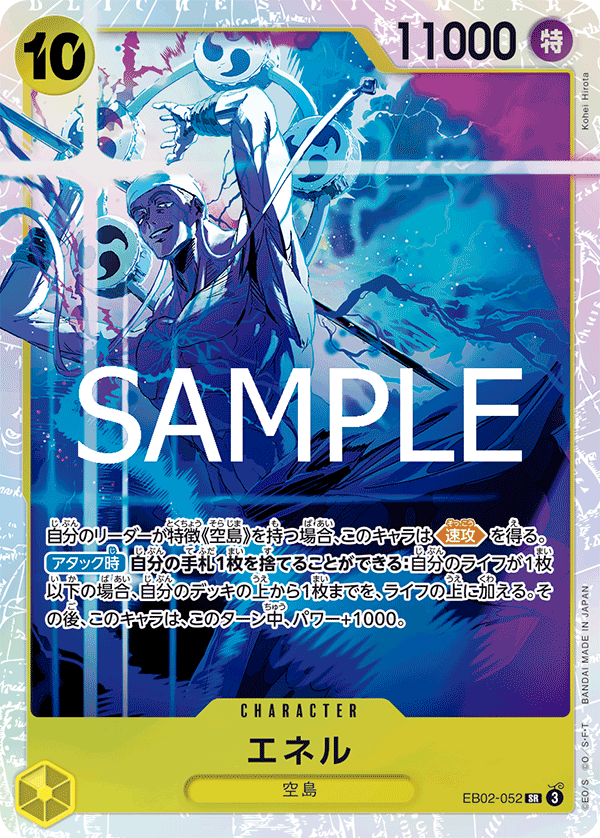 10
11000
特
Kohei Hirota
SAMPLE
自分のリーダーが特徴《空島》を持つ場合、このキャラは 速攻 を得る。
アタック時 自分の手札1枚を捨てることができる:自分のライフが1枚
以下の場合、自分のデッキの上から1枚までを、ライフの上に加える。そ
の後、このキャラは、このターン中、パワー+1000。
CHARACTER
エネル
空島
EB02-052 SR 3
©EO/S ©O/S・F・T BANDAI MADE IN JAPAN